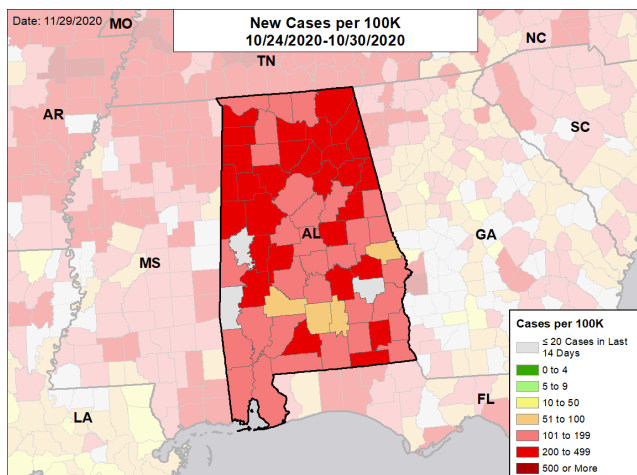 Date: 11/29/2020
New Cases per 100K
10/24/2020-10/30/2020
MO
NC
TN
AR
SC
AL
MS
GA
LA
FL
Cases per 100K
≤ 20 Cases in Last
14 Days
0 to 4
5 to 9
10 to 50
51 to 100
101 to 199
200 to 499
500 or More